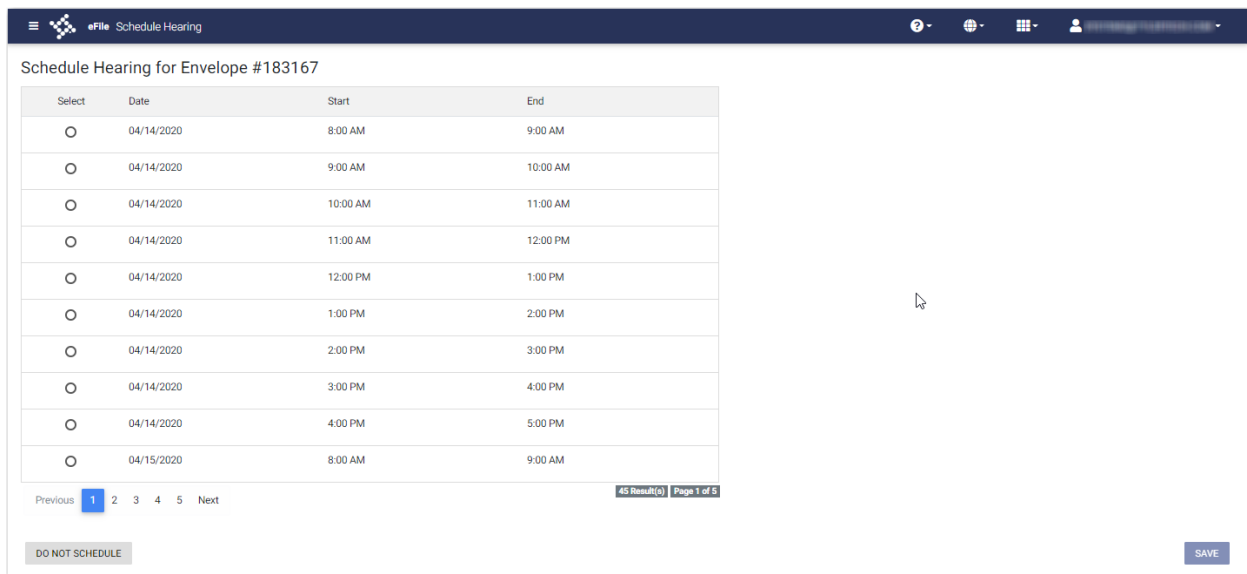 eFile Schedule Hearing
Schedule Hearing for Envelope #183167
Select Date Start End
04/14/2020 8:00 AM 9:00 AM
04/14/2020 9:00 AM 10:00 AM
04/14/2020 10:00 AM 11:00 AM
04/14/2020 11:00 AM 12:00 PM
04/14/2020 12:00 PM 1:00 PM
04/14/2020 1:00 PM 2:00 PM
04/14/2020 2:00 PM 3:00 PM
04/14/2020 3:00 PM 4:00 PM
04/14/2020 4:00 PM 5:00 PM
04/15/2020 8:00 AM 9:00 AM
Previous 1 2 3 4 5 Next 45 Result(s) Page 1 of 5
DO NOT SCHEDULE SAVE